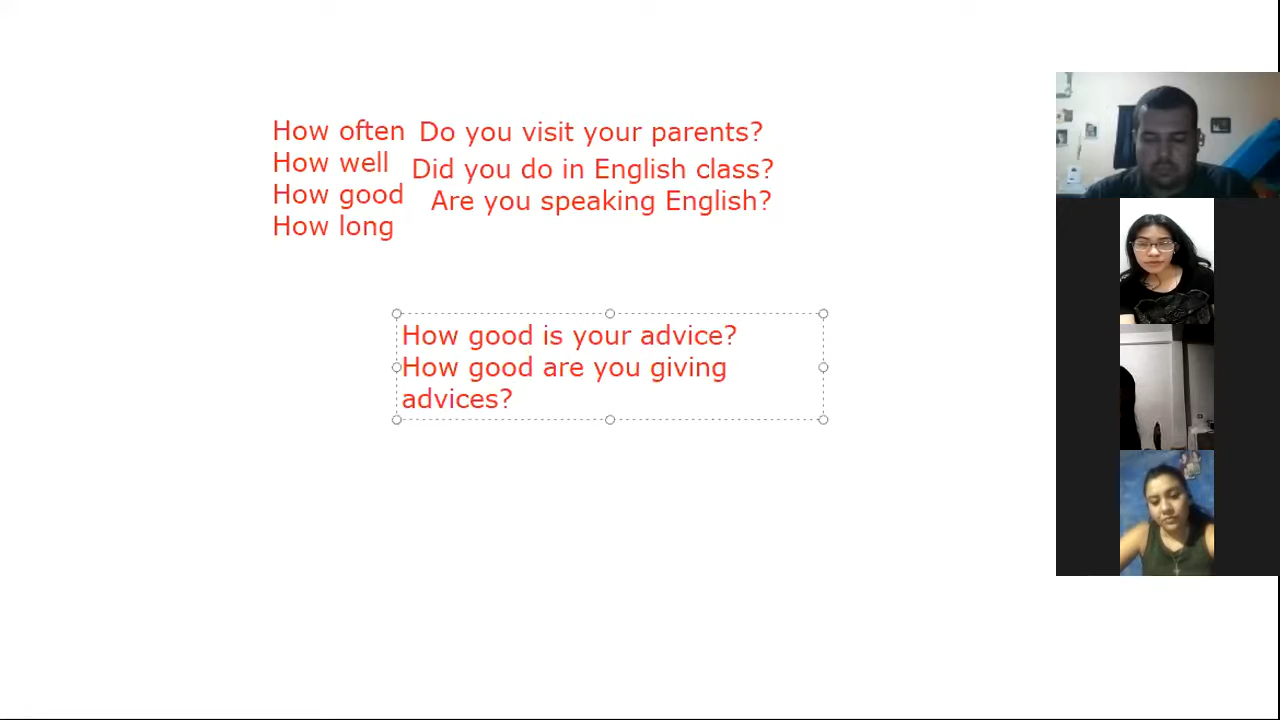 How often Do you visit your parents?
How well Did you do in English class?
How good Are you speaking English?
How long
How good is your advice?
How good are you giving
advices?